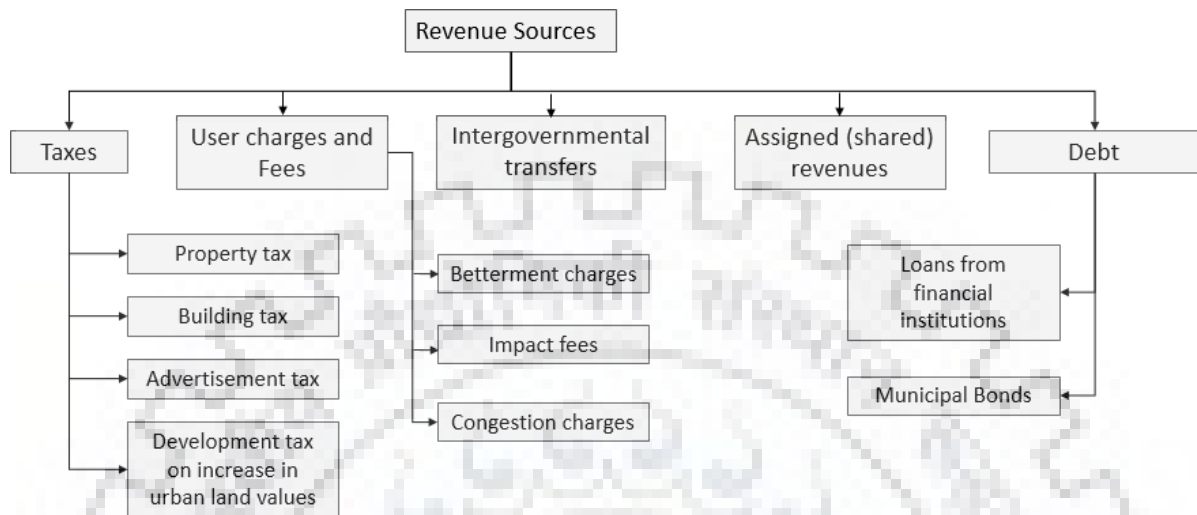 Revenue Sources
Taxes
User charges and
Fees
Intergovernmental
transfers
Assigned (shared)
revenues
Debt
Property tax
Building tax
Advertisement tax
Development tax
on increase in
urban land values
Betterment charges
Impact fees
Congestion charges
Loans from
financial
institutions
Municipal Bonds